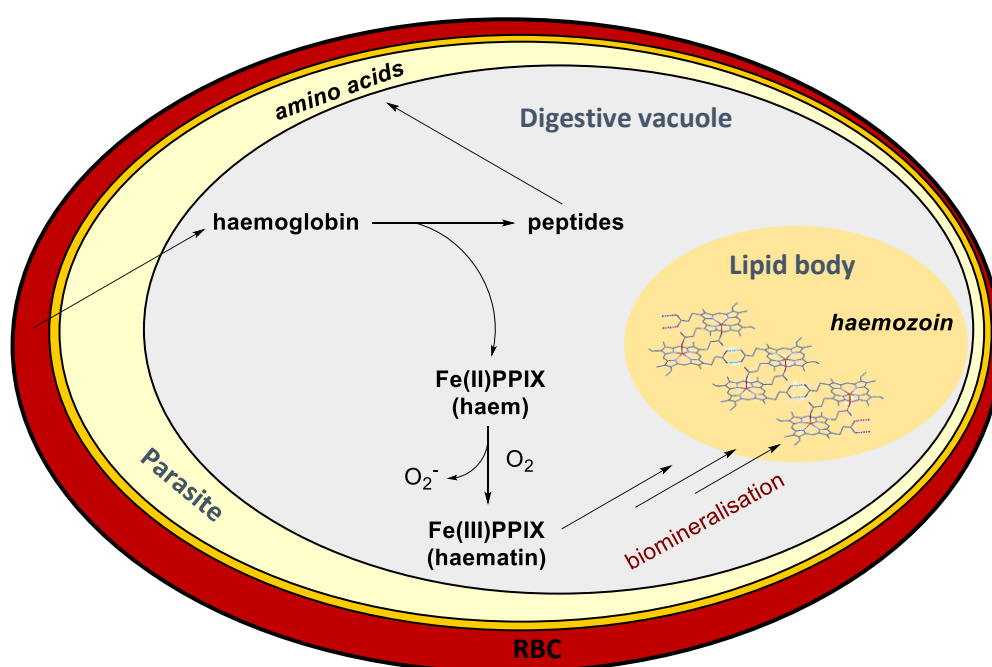 amino acids
Digestive vacuole
haemoglobin
peptides
Lipid body
haemozoin
Fe(II)PPIX
(haem)
O₂⁻
O₂
Parasite
Fe(III)PPIX
(haematin)
biomineralisation
RBC